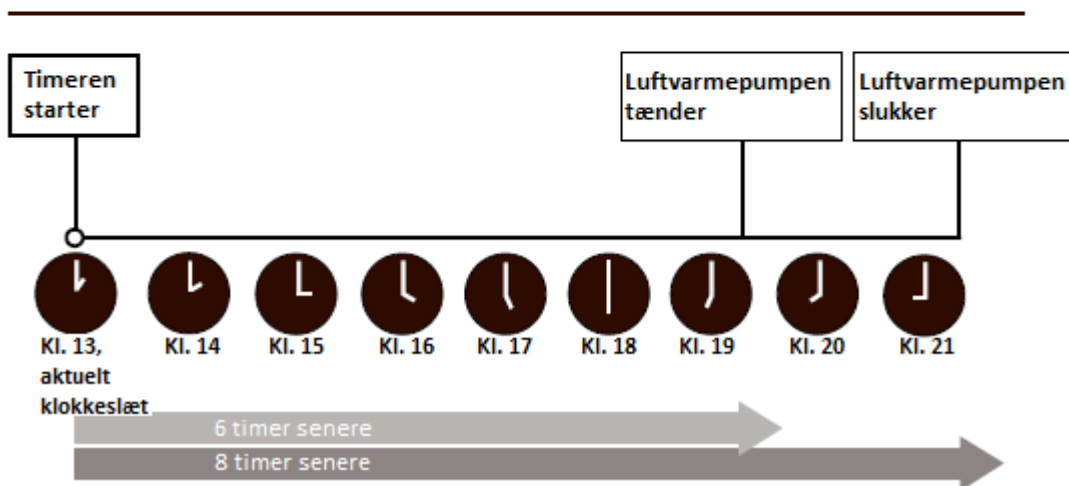 Timeren
starter
Luftvarmepumpen
tænder
Luftvarmepumpen
slukker
Kl. 13,
aktuelt
klokkeslæt
Kl. 14
Kl. 15
Kl. 16
Kl. 17
Kl. 18
Kl. 19
Kl. 20
Kl. 21
6 timer senere
8 timer senere